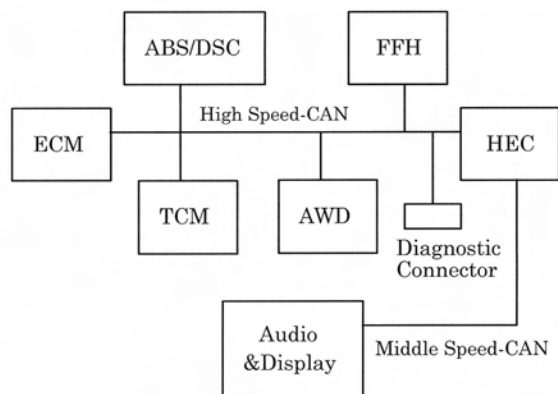 ABS/DSC
FFH
High Speed-CAN
ECM
HEC
TCM
AWD
Diagnostic
Connector
Audio
&Display
Middle Speed-CAN